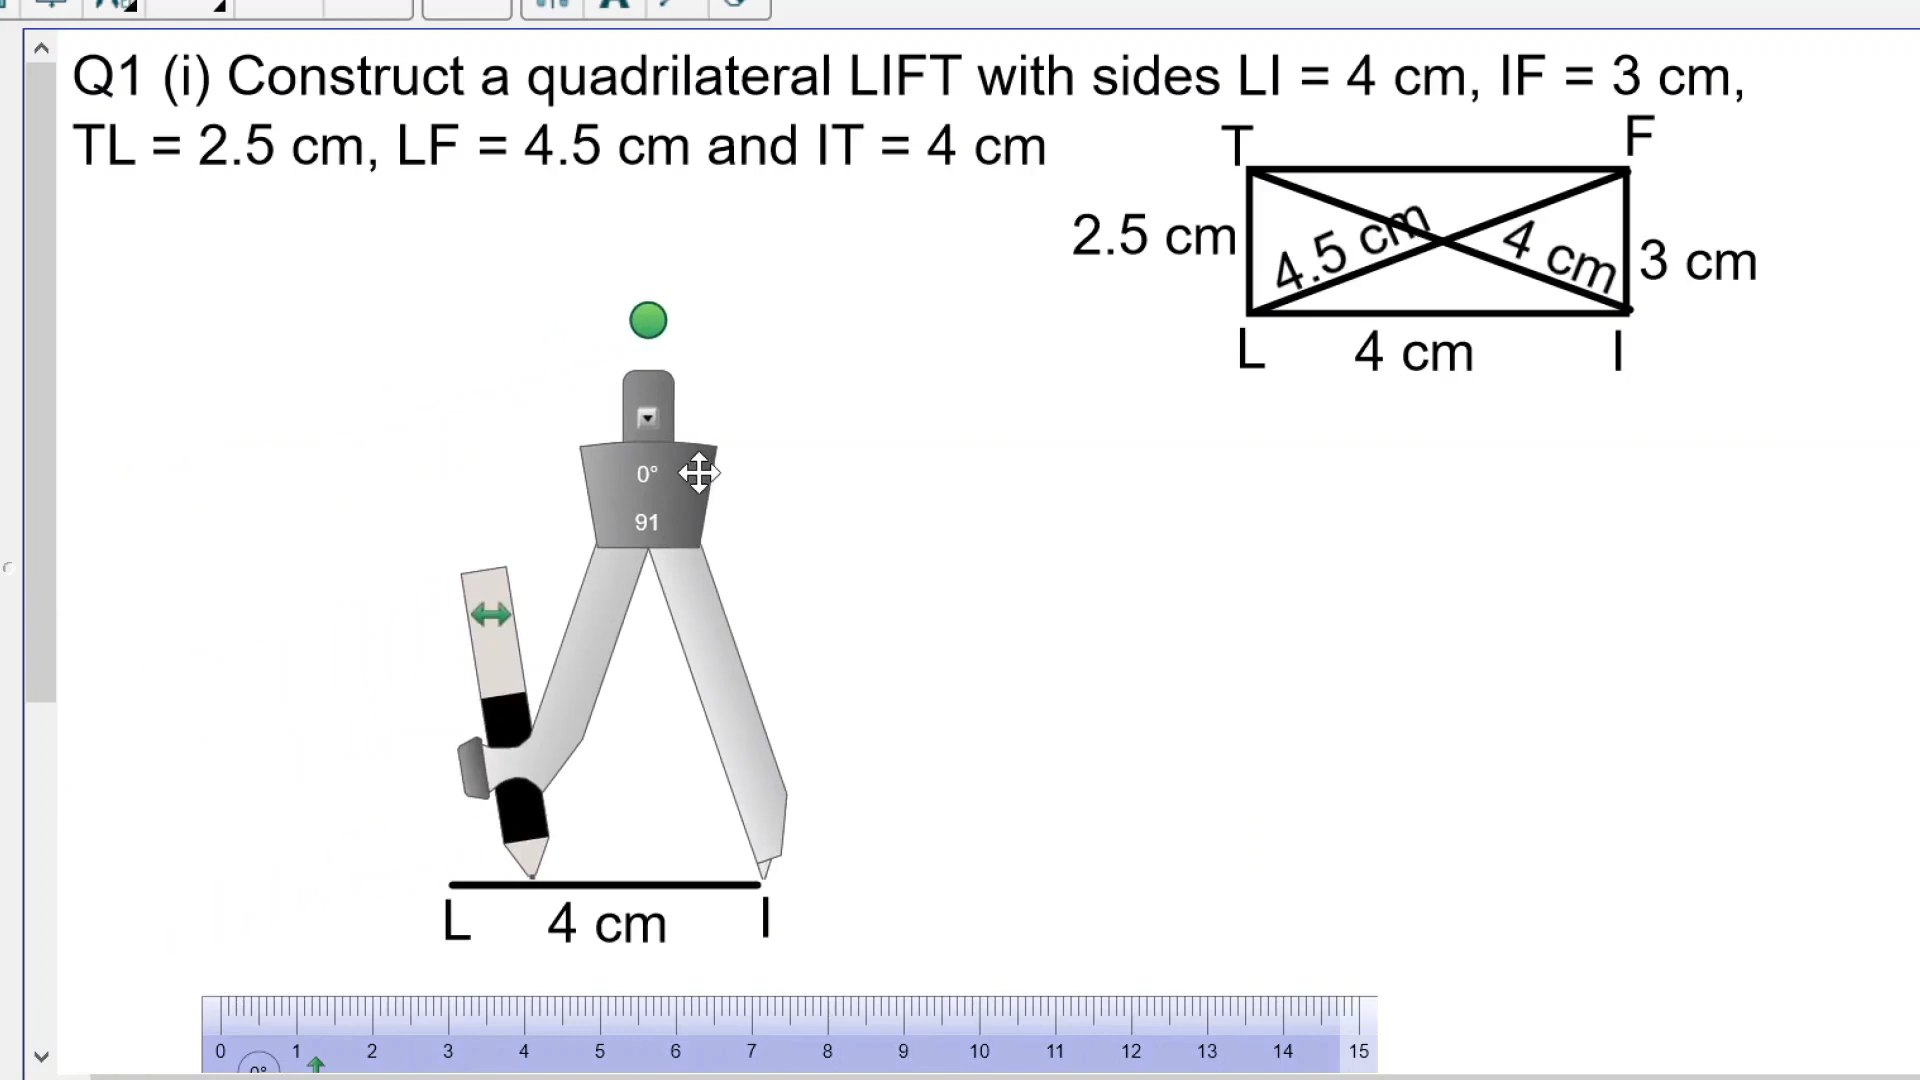 Q1 (i) Construct a quadrilateral LIFT with sides LI = 4 cm, IF = 3 cm,
TL = 2.5 cm, LF = 4.5 cm and IT = 4 cm
T F
2.5 cm 4.5 cm 4 cm 3 cm
L 4 cm I
0°
91
L 4 cm I
0 1 2 3 4 5 6 7 8 9 10 11 12 13 14 15
0°